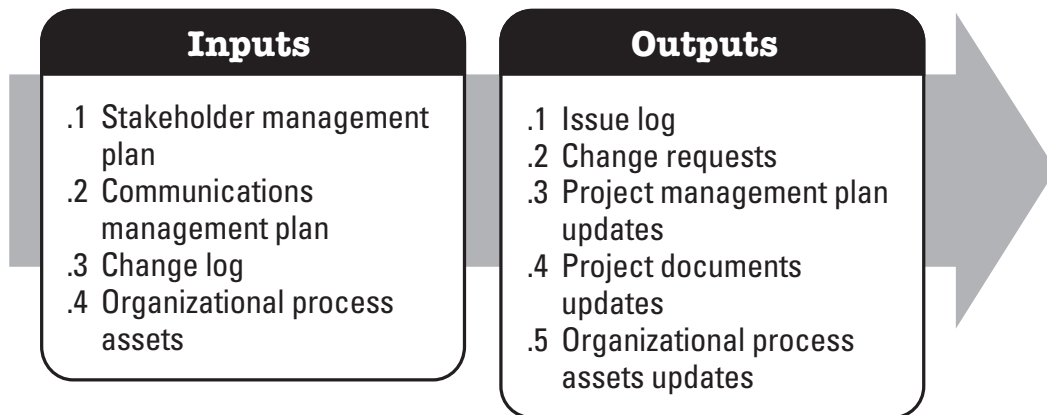 Inputs
.1 Stakeholder management
plan
.2 Communications
management plan
.3 Change log
.4 Organizational process
assets
Outputs
.1 Issue log
.2 Change requests
.3 Project management plan
updates
.4 Project documents
updates
.5 Organizational process
assets updates